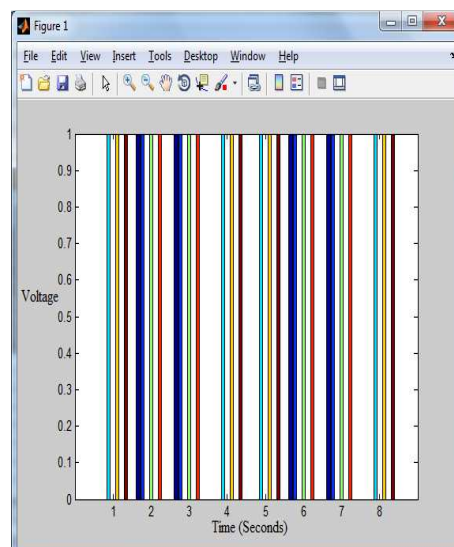 Figure 1
File Edit View Insert Tools Desktop Window Help
1
0.9
0.8
0.7
0.6
Voltage
0.5
0.4
0.3
0.2
0.1
0
1 2 3 4 5 6 7 8
Time (Seconds)